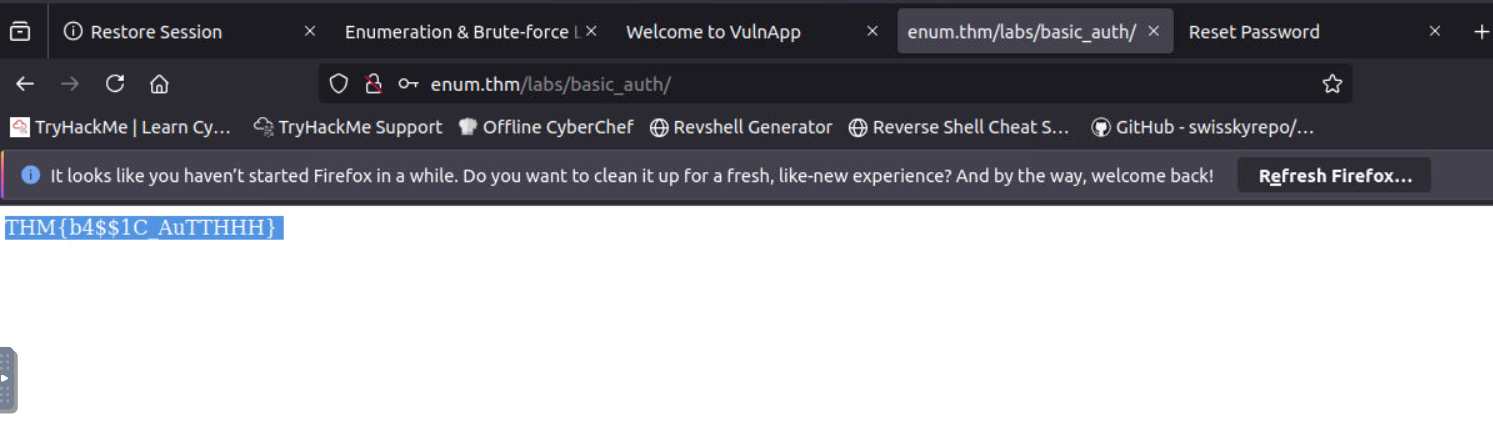 Restore Session
Enumeration & Brute-force L
Welcome to VulnApp
enum.thm/labs/basic_auth/
Reset Password
enum.thm/labs/basic_auth/
TryHackMe | Learn Cy...
TryHackMe Support
Offline CyberChef
Revshell Generator
Reverse Shell Cheat S...
GitHub - swisskyrepo/...
It looks like you haven't started Firefox in a while. Do you want to clean it up for a fresh, like-new experience? And by the way, welcome back!
Refresh Firefox...
THM{b4$$1C_AuTTHHH}